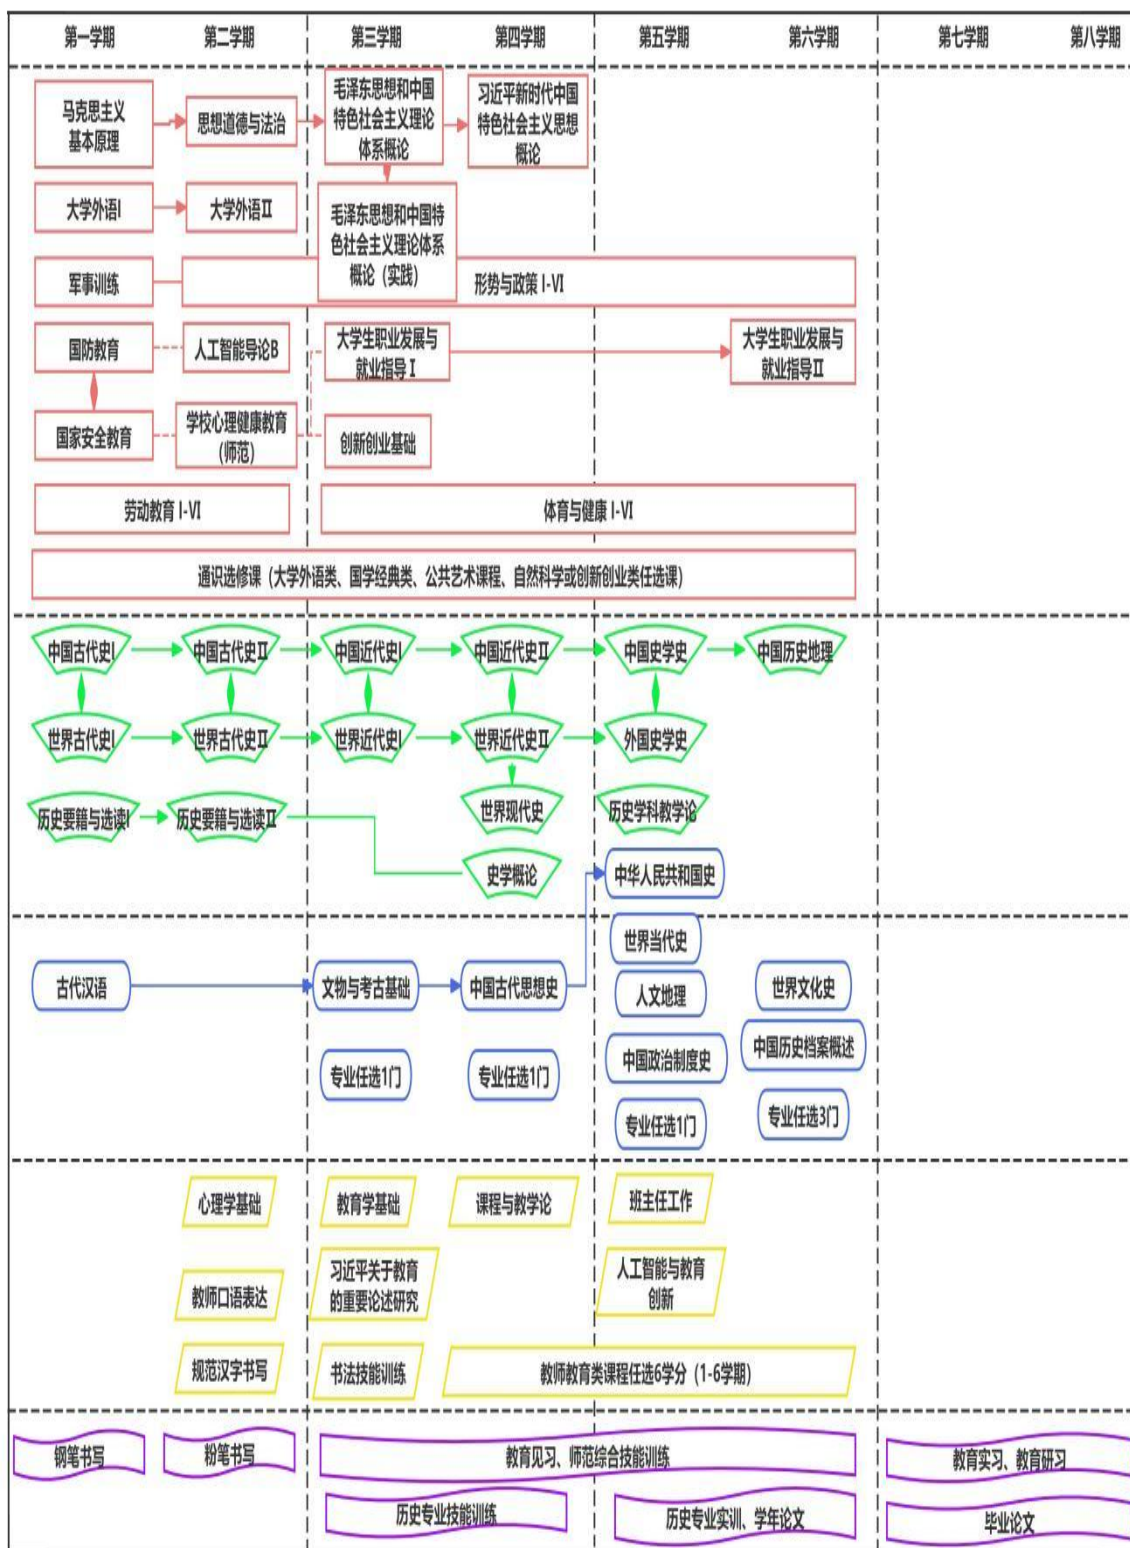 第一学期
第二学期
第三学期
第四学期
第五学期
第六学期
第七学期
第八学期
马克思主义
基本原理
思想道德与法治
毛泽东思想和中国
特色社会主义理论
体系概论
习近平新时代中国
特色社会主义思想
概论
大学外语I
大学外语II
毛泽东思想和中国特
色社会主义理论体系
概论（实践）
军事训练
形势与政策 I-VI
国防教育
人工智能导论B
大学生职业发展与
就业指导 I
大学生职业发展与
就业指导II
国家安全教育
学校心理健康教育
（师范）
创新创业基础
劳动教育 I-VI
体育与健康 I-VI
通识选修课（大学外语类、国学经典类、公共艺术课程、自然科学或创新创业类任选课）
中国古代史I
中国古代史II
中国近代史I
中国近代史II
中国史学史
中国历史地理
世界古代史I
世界古代史II
世界近代史I
世界近代史II
外国史学史
历史要籍与选读I
历史要籍与选读II
世界现代史
历史学科教学论
史学概论
中华人民共和国史
世界当代史
古代汉语
文物与考古基础
中国古代思想史
人文地理
世界文化史
中国政治制度史
中国历史档案概述
专业任选1门
专业任选1门
专业任选1门
专业任选3门
心理学基础
教育学基础
课程与教学论
班主任工作
教师口语表达
习近平关于教育
的重要论述研究
人工智能与教育
创新
规范汉字书写
书法技能训练
教师教育类课程任选6学分（1-6学期）
钢笔书写
粉笔书写
教育见习、师范综合技能训练
教育实习、教育研习
历史专业技能训练
历史专业实训、学年论文
毕业论文